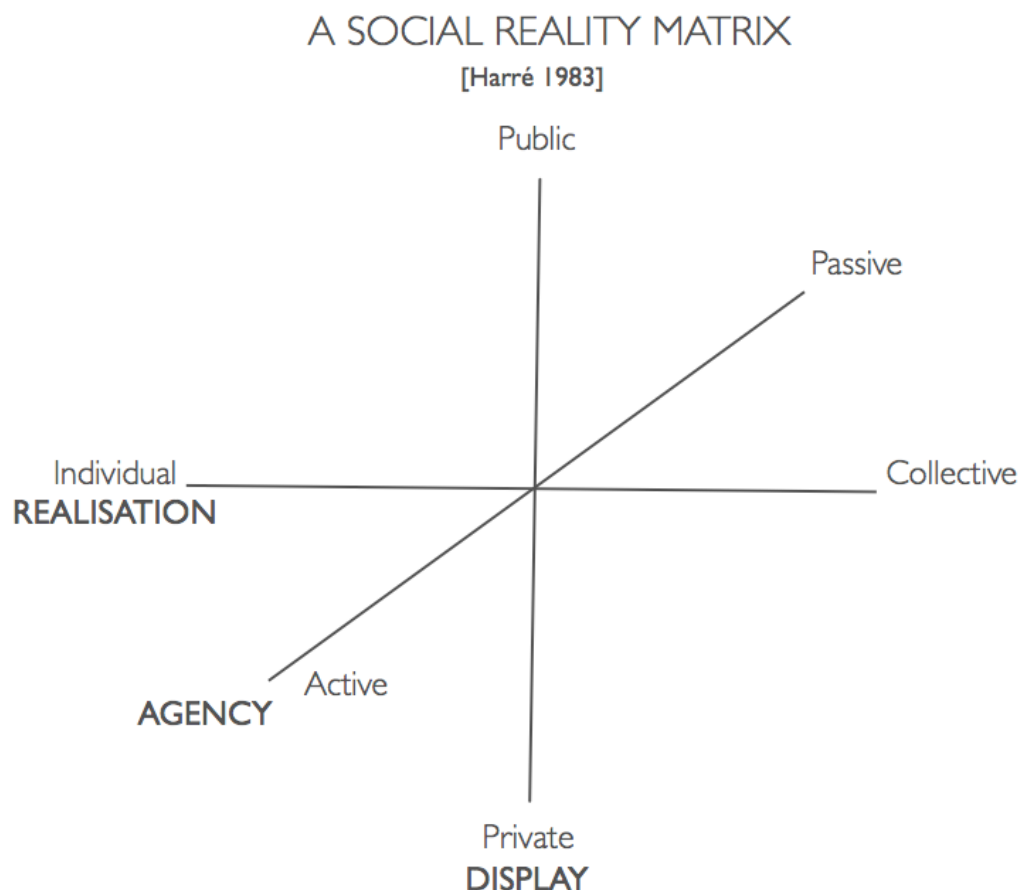 A SOCIAL REALITY MATRIX
[Harré 1983]
Public
Passive
Individual
Collective
REALISATION
Active
AGENCY
Private
DISPLAY